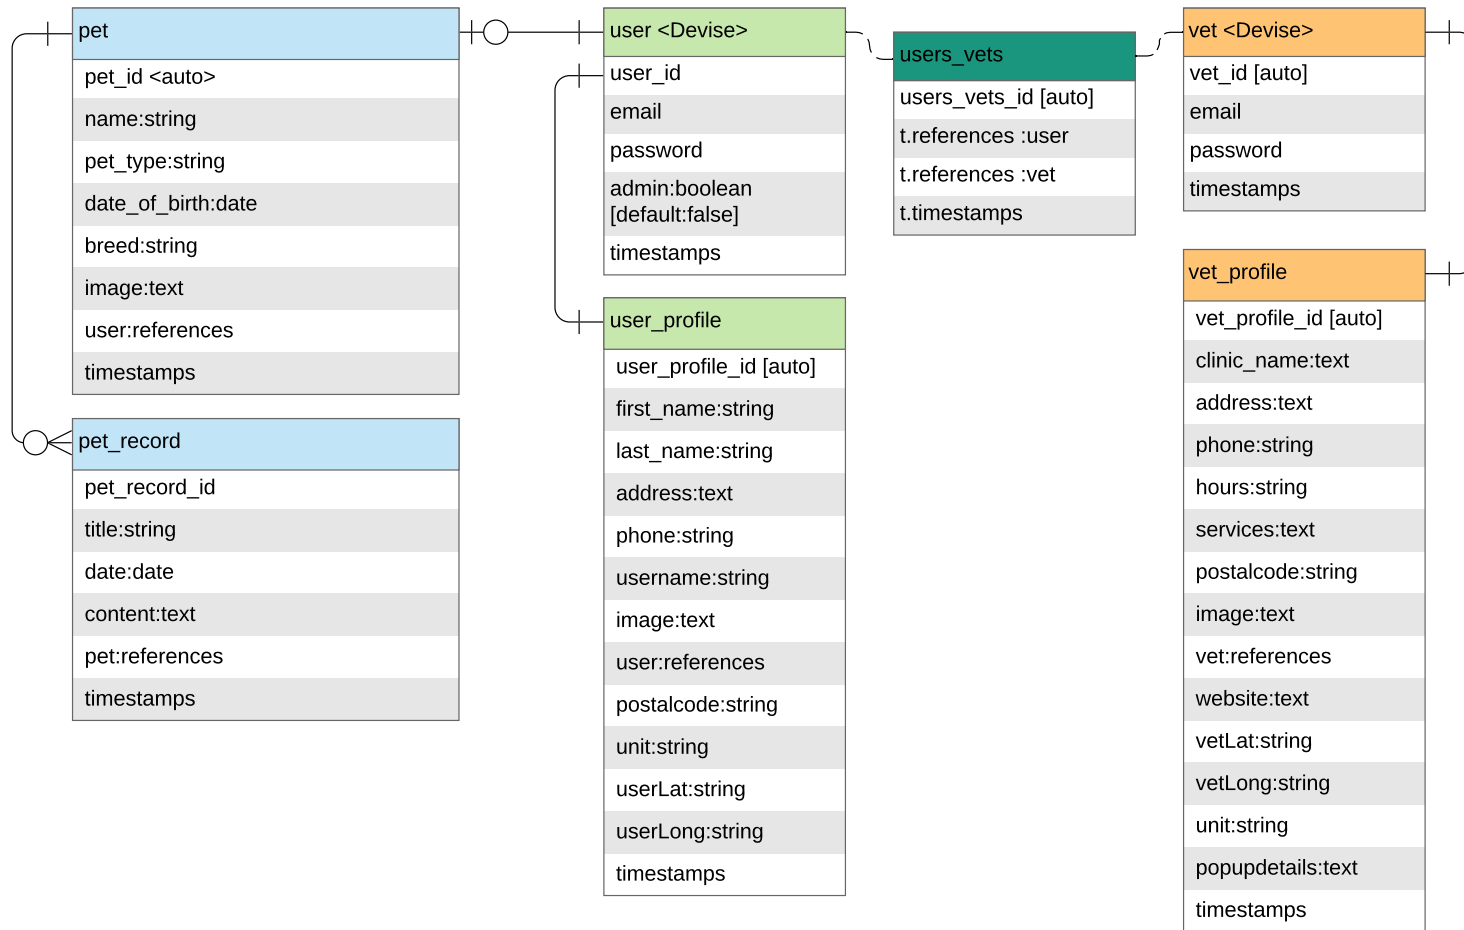 pet
pet_id <auto>
name:string
pet_type:string
date_of_birth:date
breed:string
image:text
user:references
timestamps
pet_record
pet_record_id
title:string
date:date
content:text
pet:references
timestamps
user <Devise>
user_id
email
password
admin:boolean
[default:false]
timestamps
user_profile
user_profile_id [auto]
first_name:string
last_name:string
address:text
phone:string
username:string
image:text
user:references
postalcode:string
unit:string
userLat:string
userLong:string
timestamps
users_vets
users_vets_id [auto]
t.references :user
t.references :vet
t.timestamps
vet <Devise>
vet_id [auto]
email
password
timestamps
vet_profile
vet_profile_id [auto]
clinic_name:text
address:text
phone:string
hours:string
services:text
postalcode:string
image:text
vet:references
website:text
vetLat:string
vetLong:string
unit:string
popupdetails:text
timestamps